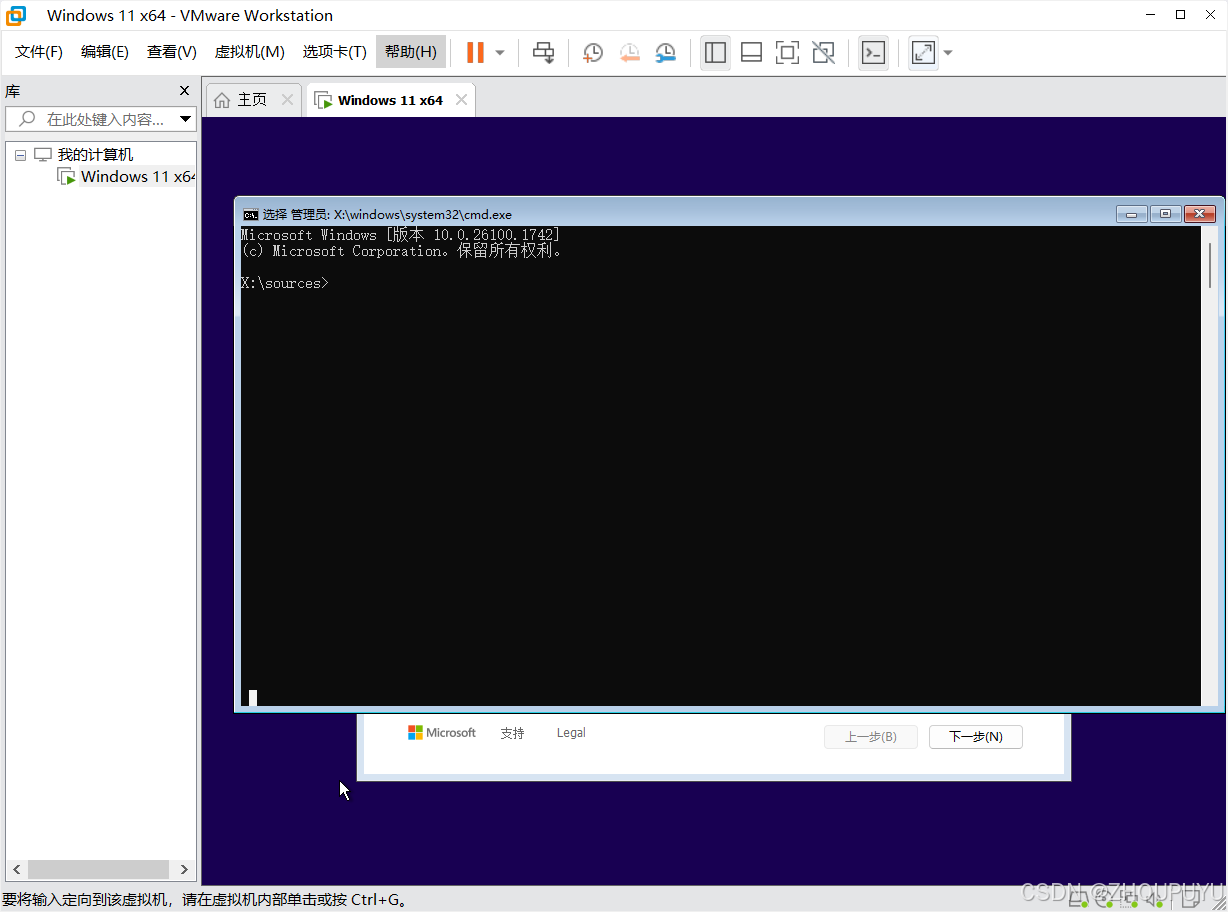 Windows 11 x64 - VMware Workstation
文件(F) 编辑(E) 查看(V) 虚拟机(M) 选项卡(T) 帮助(H)
库
主页
Windows 11 x64
在此处键入内容...
我的计算机
Windows 11 x64
选择 管理员: X:\windows\system32\cmd.exe
Microsoft Windows [版本 10.0.26100.1742]
(c) Microsoft Corporation。保留所有权利。
X:\sources>
Microsoft 支持 Legal 上一步(B) 下一步(N)
要将输入定向到该虚拟机，请在虚拟机内部单击或按 Ctrl+G。
CSDN @ZHOUPUYU